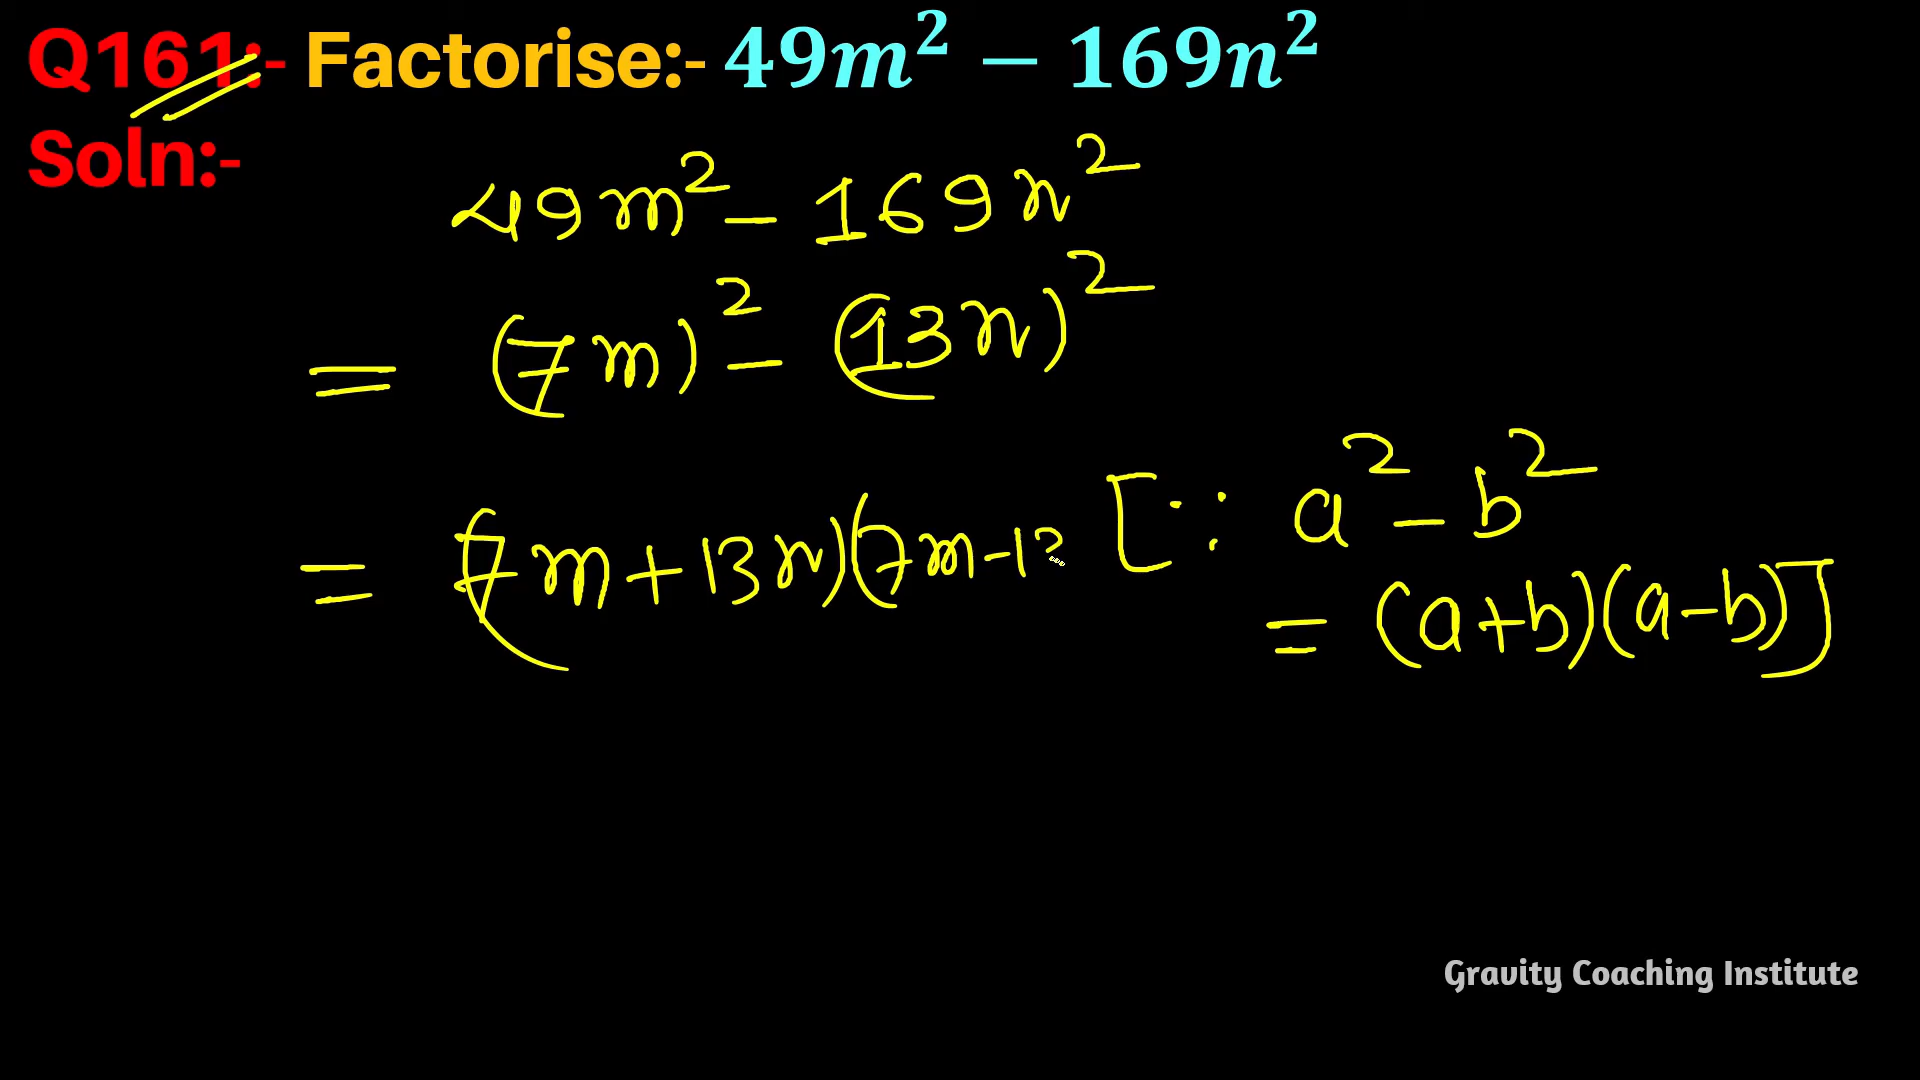 Q161:- Factorise:- 49m² − 169n²
Soln:-
49m² − 169n²
= (7m)² − (13n)²
= (7m+13n)(7m−13 [∵ a² − b²
= (a+b)(a−b)]
Gravity Coaching Institute